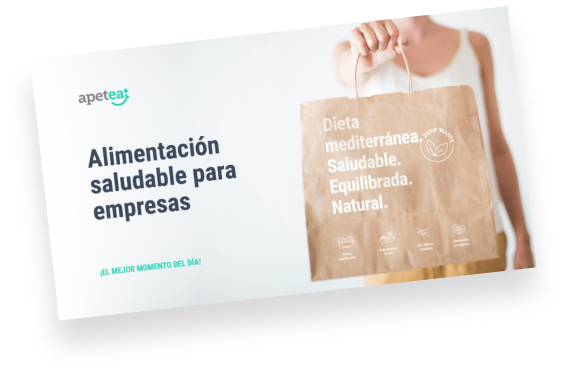 apeteat
Alimentación
saludable para
empresas
¡EL MEJOR MOMENTO DEL DÍA!
Dieta
mediterránea.
Saludable.
Equilibrada.
Natural.
ZERO WASTE